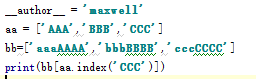 __author__ = 'maxwell'
aa = ['AAA','BBB','CCC']
bb=['aaaAAAA','bbbBBBB','cccCCCC']
print(bb[aa.index('CCC')])